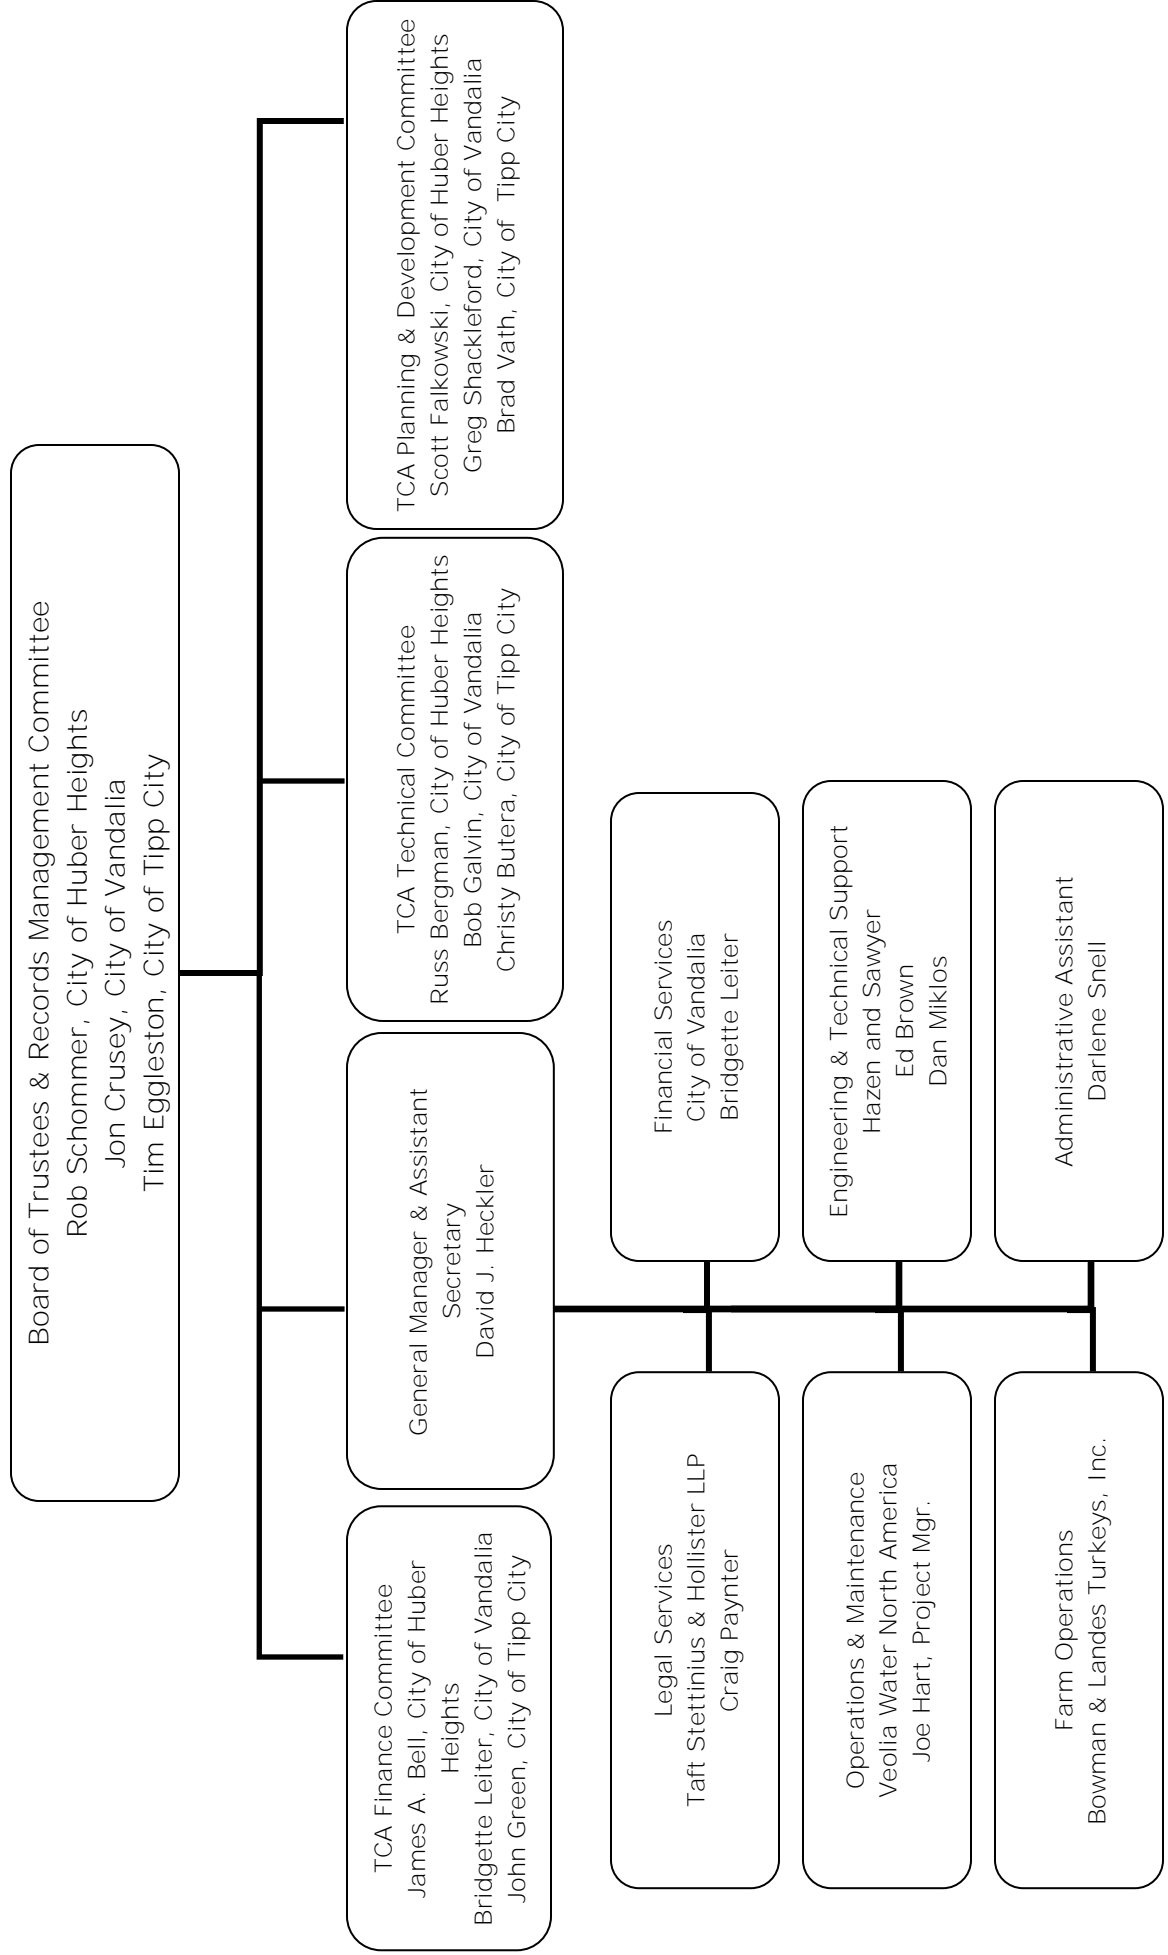 Board of Trustees & Records Management Committee
Rob Schommer, City of Huber Heights
Jon Crusey, City of Vandalia
Tim Eggleston, City of Tipp City
TCA Finance Committee
James A. Bell, City of Huber
Heights
Bridgette Leiter, City of Vandalia
John Green, City of Tipp City
General Manager & Assistant
Secretary
David J. Heckler
TCA Technical Committee
Russ Bergman, City of Huber Heights
Bob Galvin, City of Vandalia
Christy Butera, City of Tipp City
TCA Planning & Development Committee
Scott Falkowski, City of Huber Heights
Greg Shackleford, City of Vandalia
Brad Vath, City of Tipp City
Legal Services
Taft Stettinius & Hollister LLP
Craig Paynter
Financial Services
City of Vandalia
Bridgette Leiter
Operations & Maintenance
Veolia Water North America
Joe Hart, Project Mgr.
Engineering & Technical Support
Hazen and Sawyer
Ed Brown
Dan Miklos
Farm Operations
Bowman & Landes Turkeys, Inc.
Administrative Assistant
Darlene Snell